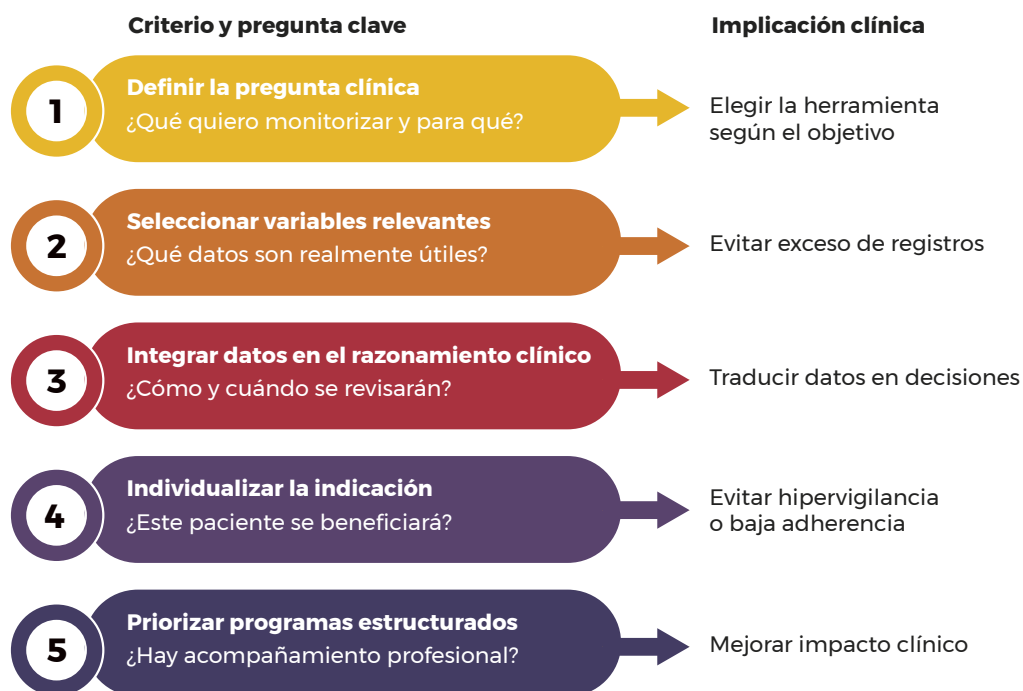 Criterio y pregunta clave
Implicación clínica
1
Definir la pregunta clínica
¿Qué quiero monitorizar y para qué?
Elegir la herramienta
según el objetivo
2
Seleccionar variables relevantes
¿Qué datos son realmente útiles?
Evitar exceso de registros
3
Integrar datos en el razonamiento clínico
¿Cómo y cuándo se revisarán?
Traducir datos en decisiones
4
Individualizar la indicación
¿Este paciente se beneficiará?
Evitar hipervigilancia
o baja adherencia
5
Priorizar programas estructurados
¿Hay acompañamiento profesional?
Mejorar impacto clínico